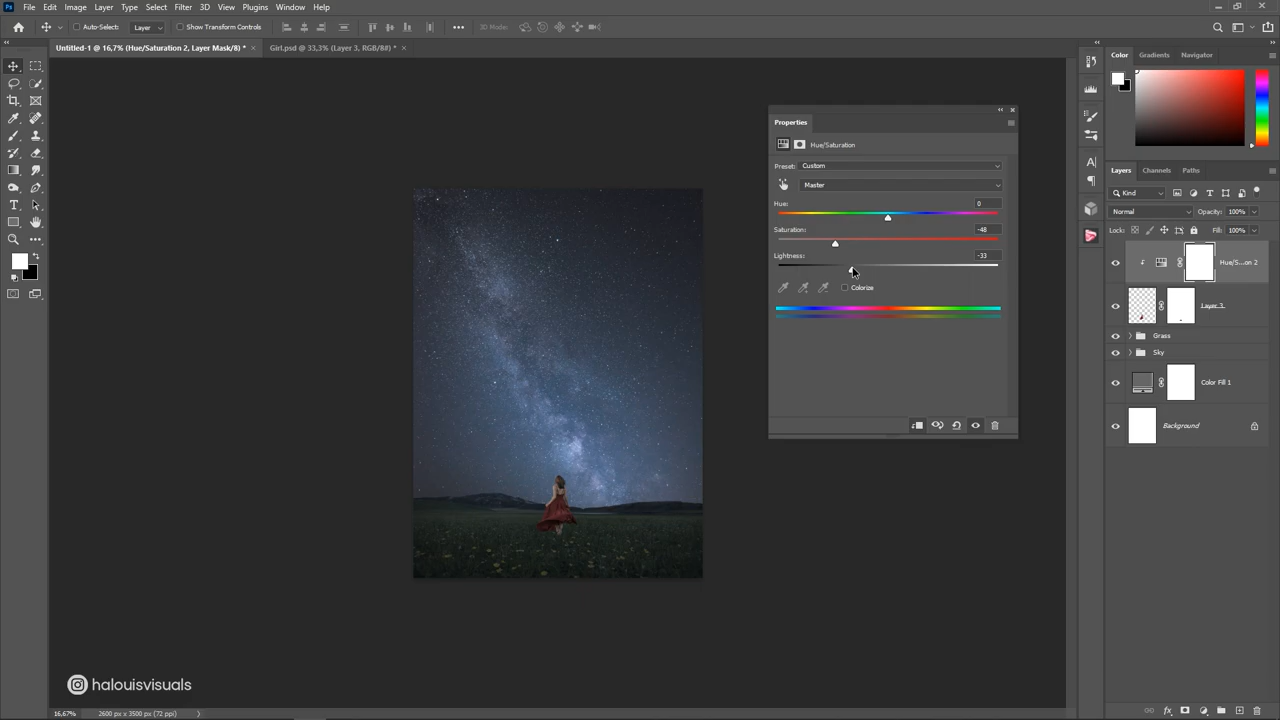 Ps File Edit Image Layer Type Select Filter 3D View Plugins Window Help
Auto-Select: Layer Show Transform Controls 3D Mode:
Untitled-1 @ 16,7% (Hue/Saturation 2, Layer Mask/8) * × Girl.psd @ 33,3% (Layer 3, RGB/8#) * ×
Color Gradients Navigator
Properties
Hue/Saturation
Preset: Custom
Master
Hue: 0
Saturation: -48
Lightness: -33
Colorize
Layers Channels Paths
Kind
Normal Opacity: 100%
Lock: Fill: 100%
Hue/S...on 2
Layer 3
Grass
Sky
Color Fill 1
Background
halouisvisuals
16.67% 2600 px x 3500 px (72 ppi)